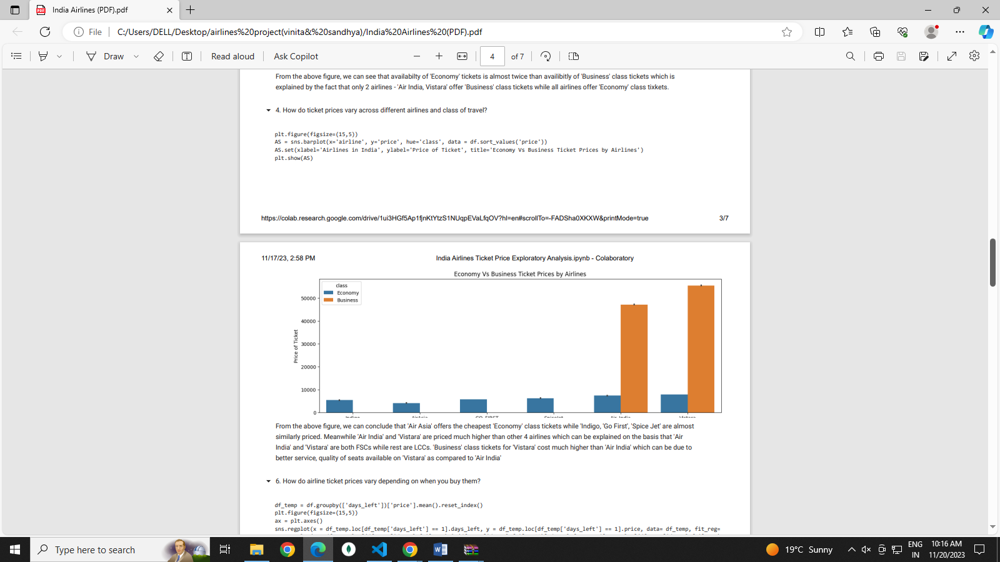 India Airlines (PDF).pdf
File
C:/Users/DELL/Desktop/airlines%20project(vinita&%20sandhya)/India%20Airlines%20(PDF).pdf
Draw
Read aloud
Ask Copilot
4 of 7
From the above figure, we can see that availabilty of 'Economy' tickets is almost twice than availibitly of 'Business' class tickets which is
explained by the fact that only 2 airlines - 'Air India, Vistara' offer 'Business' class tickets while all airlines offer 'Economy' class tixkets.
4. How do ticket prices vary across different airlines and class of travel?
plt.figure(figsize=(15,5))
AS = sns.barplot(x='airline', y='price', hue='class', data = df.sort_values('price'))
AS.set(xlabel='Airlines in India', ylabel='Price of Ticket', title='Economy Vs Business Ticket Prices by Airlines')
plt.show(AS)
https://colab.research.google.com/drive/1ui3HGf5Ap1fjnKtYtzS1NUqpEVaLfqOV?hl=en#scrollTo=-FADSha0XKXW&printMode=true
3/7
11/17/23, 2:58 PM
India Airlines Ticket Price Exploratory Analysis.ipynb - Colaboratory
Economy Vs Business Ticket Prices by Airlines
class
Economy
Business
50000
40000
30000
20000
10000
0
Price of Ticket
From the above figure, we can conclude that 'Air Asia' offers the cheapest 'Economy' class tickets while 'Indigo, 'Go First', 'Spice Jet' are almost
similarly priced. Meanwhile 'Air India' and 'Vistara' are priced much higher than other 4 airlines which can be explained on the basis that 'Air
India' and 'Vistara' are both FSCs while rest are LCCs. 'Business' class tickets for 'Vistara' cost much higher than 'Air India' which can be due to
better service, quality of seats available on 'Vistara' as compared to 'Air India'
6. How do airline ticket prices vary depending on when you buy them?
df_temp = df.groupby(['days_left'])['price'].mean().reset_index()
plt.figure(figsize=(15,5))
ax = plt.axes()
sns.regplot(x = df_temp.loc[df_temp['days_left'] == 1].days_left, y = df_temp.loc[df_temp['days_left'] == 1].price, data= df_temp, fit_reg=
Type here to search
19°C Sunny
ENG
IN
10:16 AM
11/20/2023